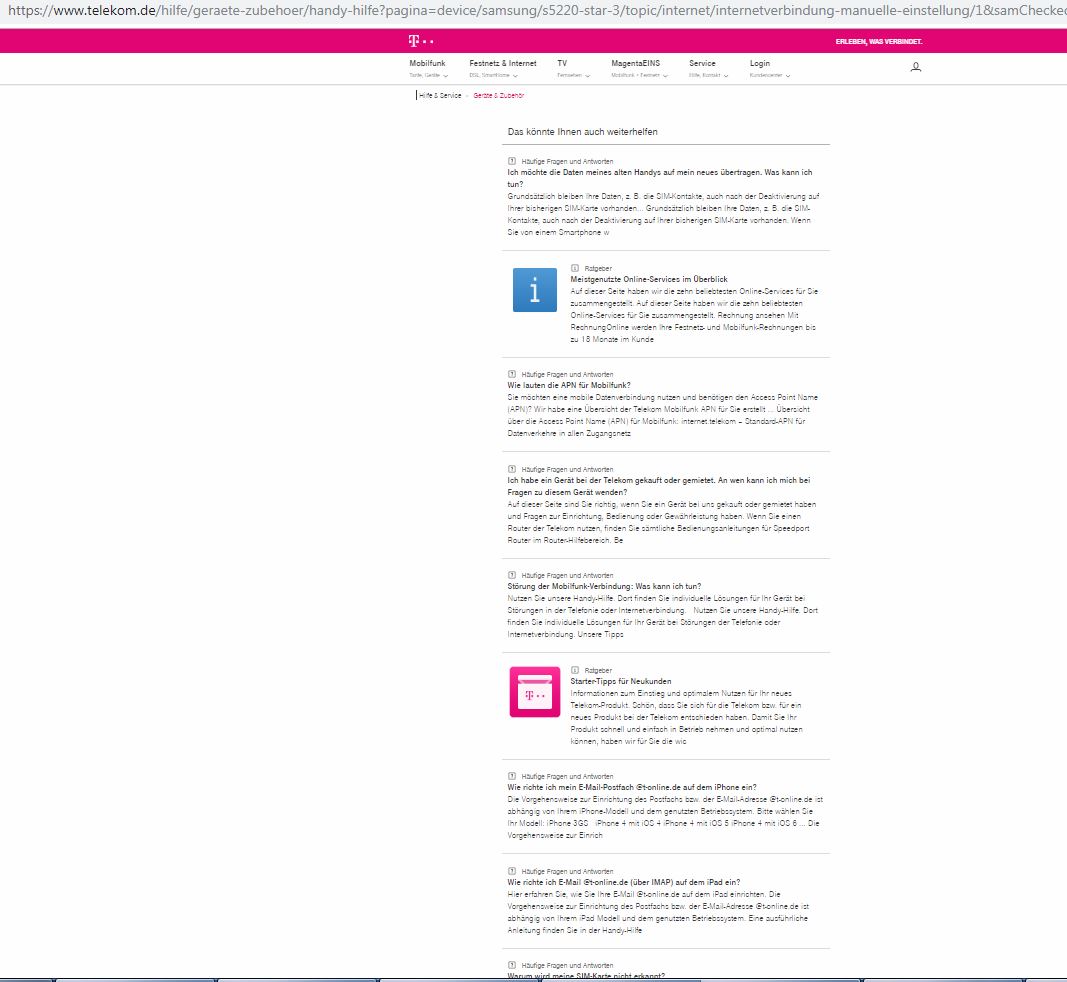 https://www.telekom.de/hilfe/geraete-zubehoer/handy-hilfe?pagina=device/samsung/s5220-star-3/topic/internet/internetverbindung-manuelle-einstellung/1&samChecked
T
ERLEBEN, WAS VERBINDET.
Mobilfunk Festnetz & Internet TV MagentaEINS Service Login
Tarife, Geräte DSL, Smarthome Fernsehen Mobilfunk + Festnetz Hilfe, Kontakt Kundencenter
Hilfe & Service Geräte & Zubehör
Das könnte Ihnen auch weiterhelfen
Häufige Fragen und Antworten
Ich möchte die Daten meines alten Handys auf mein neues übertragen. Was kann ich
tun?
Grundsätzlich bleiben Ihre Daten, z. B. die SIM-Kontakte, auch nach der Deaktivierung auf
Ihrer bisherigen SIM-Karte vorhanden... Grundsätzlich bleiben Ihre Daten, z. B. die SIM-
Kontakte, auch nach der Deaktivierung auf Ihrer bisherigen SIM-Karte vorhanden. Wenn
Sie von einem Smartphone w
i
Ratgeber
Meistgenutzte Online-Services im Überblick
Auf dieser Seite haben wir die zehn beliebtesten Online-Services für Sie
zusammengestellt. Auf dieser Seite haben wir die zehn beliebtesten
Online-Services für Sie zusammengestellt. Rechnung ansehen Mit
RechnungOnline werden Ihre Festnetz- und Mobilfunk-Rechnungen bis
zu 18 Monate im Kunde
Häufige Fragen und Antworten
Wie lauten die APN für Mobilfunk?
Sie möchten eine mobile Datenverbindung nutzen und benötigen den Access Point Name
(APN)? Wir habe eine Übersicht der Telekom Mobilfunk APN für Sie erstellt ... Übersicht
über die Access Point Name (APN) für Mobilfunk: internet.telekom = Standard-APN für
Datenverkehre in allen Zugangsnetz
Häufige Fragen und Antworten
Ich habe ein Gerät bei der Telekom gekauft oder gemietet. An wen kann ich mich bei
Fragen zu diesem Gerät wenden?
Auf dieser Seite sind Sie richtig, wenn Sie ein Gerät bei uns gekauft oder gemietet haben
und Fragen zur Einrichtung, Bedienung oder Gewährleistung haben. Wenn Sie einen
Router der Telekom nutzen, finden Sie sämtliche Bedienungsanleitungen für Speedport
Router im Router-Hilfebereich. Be
Häufige Fragen und Antworten
Störung der Mobilfunk-Verbindung: Was kann ich tun?
Nutzen Sie unsere Handy-Hilfe. Dort finden Sie individuelle Lösungen für Ihr Gerät bei
Störungen in der Telefonie oder Internetverbindung. Nutzen Sie unsere Handy-Hilfe. Dort
finden Sie individuelle Lösungen für Ihr Gerät bei Störungen der Telefonie oder
Internetverbindung. Unsere Tipps
T
Ratgeber
Starter-Tipps für Neukunden
Informationen zum Einstieg und optimalem Nutzen für Ihr neues
Telekom-Produkt. Schön, dass Sie sich für die Telekom bzw. für ein
neues Produkt bei der Telekom entschieden haben. Damit Sie Ihr
Produkt schnell und einfach in Betrieb nehmen und optimal nutzen
können, haben wir für Sie die wic
Häufige Fragen und Antworten
Wie richte ich mein E-Mail-Postfach @t-online.de auf dem iPhone ein?
Die Vorgehensweise zur Einrichtung des Postfachs bzw. der E-Mail-Adresse @t-online.de ist
abhängig von Ihrem iPhone-Modell und dem genutzten Betriebssystem. Bitte wählen Sie
Ihr Modell: iPhone 3GS iPhone 4 mit iOS 4 iPhone 4 mit iOS 5 iPhone 4 mit iOS 6 ... Die
Vorgehensweise zur Einrich
Häufige Fragen und Antworten
Wie richte ich E-Mail @t-online.de (über IMAP) auf dem iPad ein?
Hier erfahren Sie, wie Sie Ihre E-Mail @t-online.de auf dem iPad einrichten. Die
Vorgehensweise zur Einrichtung des Postfachs bzw. der E-Mail-Adresse @t-online.de ist
abhängig von Ihrem iPad Modell und dem genutzten Betriebssystem. Eine ausführliche
Anleitung finden Sie in der Handy-Hilfe
Häufige Fragen und Antworten
Warum wird meine SIM-Karte nicht erkannt?